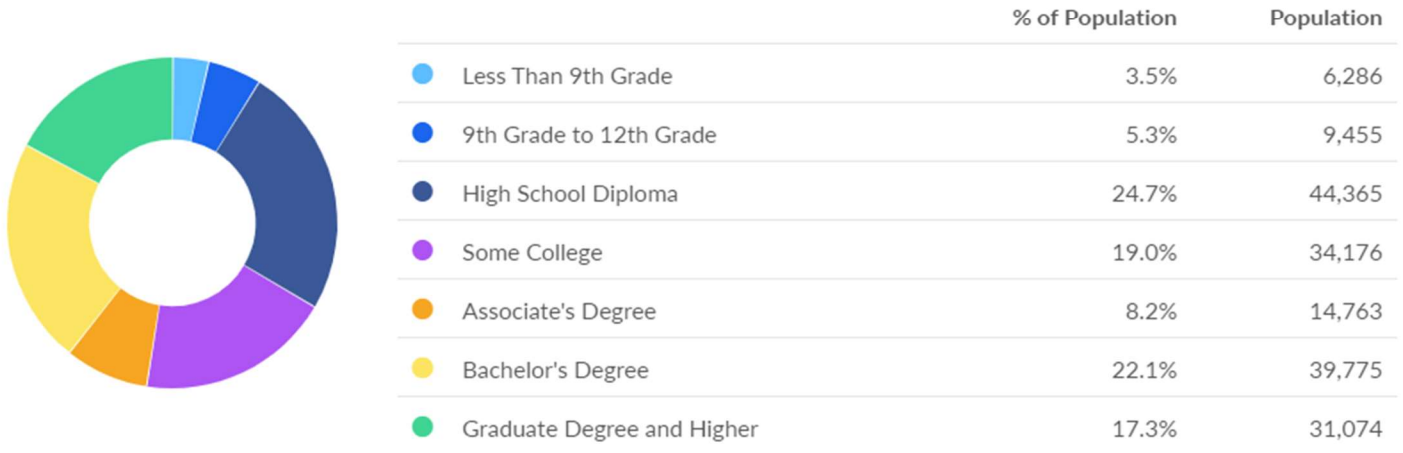 % of Population Population
Less Than 9th Grade 3.5% 6,286
9th Grade to 12th Grade 5.3% 9,455
High School Diploma 24.7% 44,365
Some College 19.0% 34,176
Associate's Degree 8.2% 14,763
Bachelor's Degree 22.1% 39,775
Graduate Degree and Higher 17.3% 31,074